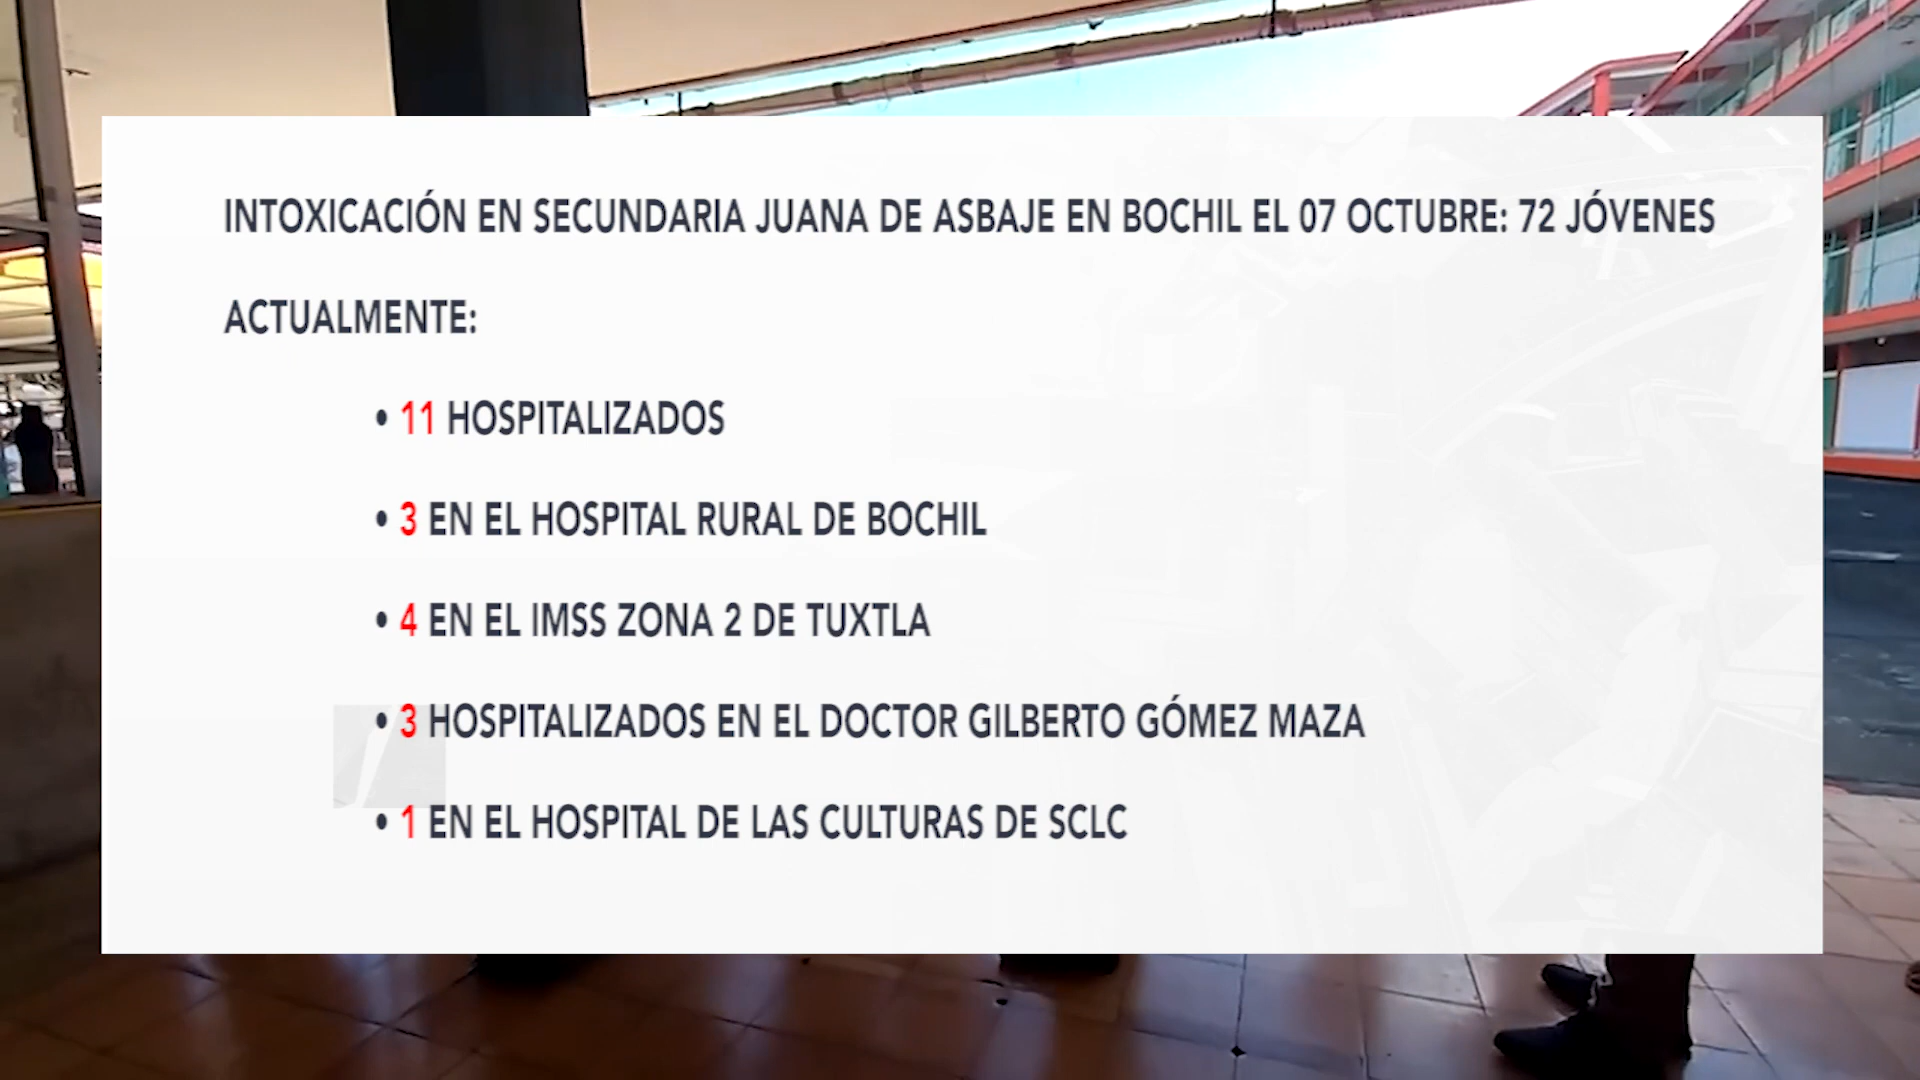 INTOXICACIÓN EN SECUNDARIA JUANA DE ASBAJE EN BOCHIL EL 07 OCTUBRE: 72 JÓVENES
ACTUALMENTE:
• 11 HOSPITALIZADOS
• 3 EN EL HOSPITAL RURAL DE BOCHIL
• 4 EN EL IMSS ZONA 2 DE TUXTLA
• 3 HOSPITALIZADOS EN EL DOCTOR GILBERTO GÓMEZ MAZA
• 1 EN EL HOSPITAL DE LAS CULTURAS DE SCLC